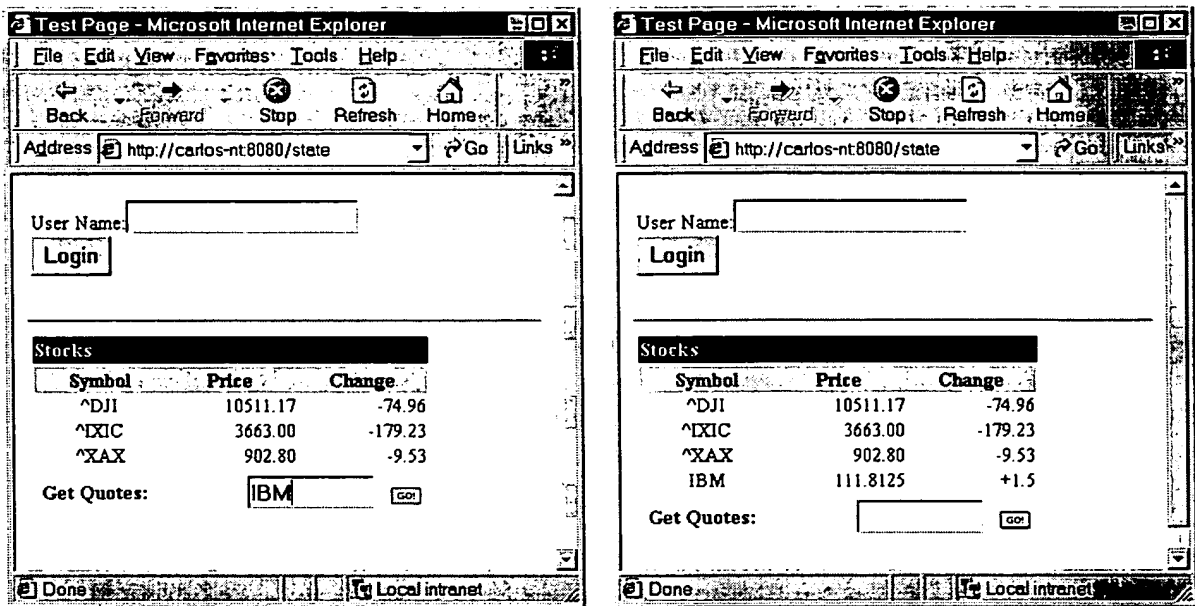 Test Page - Microsoft Internet Explorer
File Edit View Favorites Tools Help
Back Forward Stop Refresh Home
Address http://carlos-nt:8080/state Go Links »
User Name:
Login
Stocks
Symbol Price Change
^DJI 10511.17 -74.96
^IXIC 3663.00 -179.23
^XAX 902.80 -9.53
Get Quotes: IBM GO!
Done Local intranet
Test Page - Microsoft Internet Explorer
File Edit View Favorites Tools Help
Back Forward Stop Refresh Home
Address http://carlos-nt:8080/state Go Links »
User Name:
Login
Stocks
Symbol Price Change
^DJI 10511.17 -74.96
^IXIC 3663.00 -179.23
^XAX 902.80 -9.53
IBM 111.8125 +1.5
Get Quotes: GO!
Done Local intranet